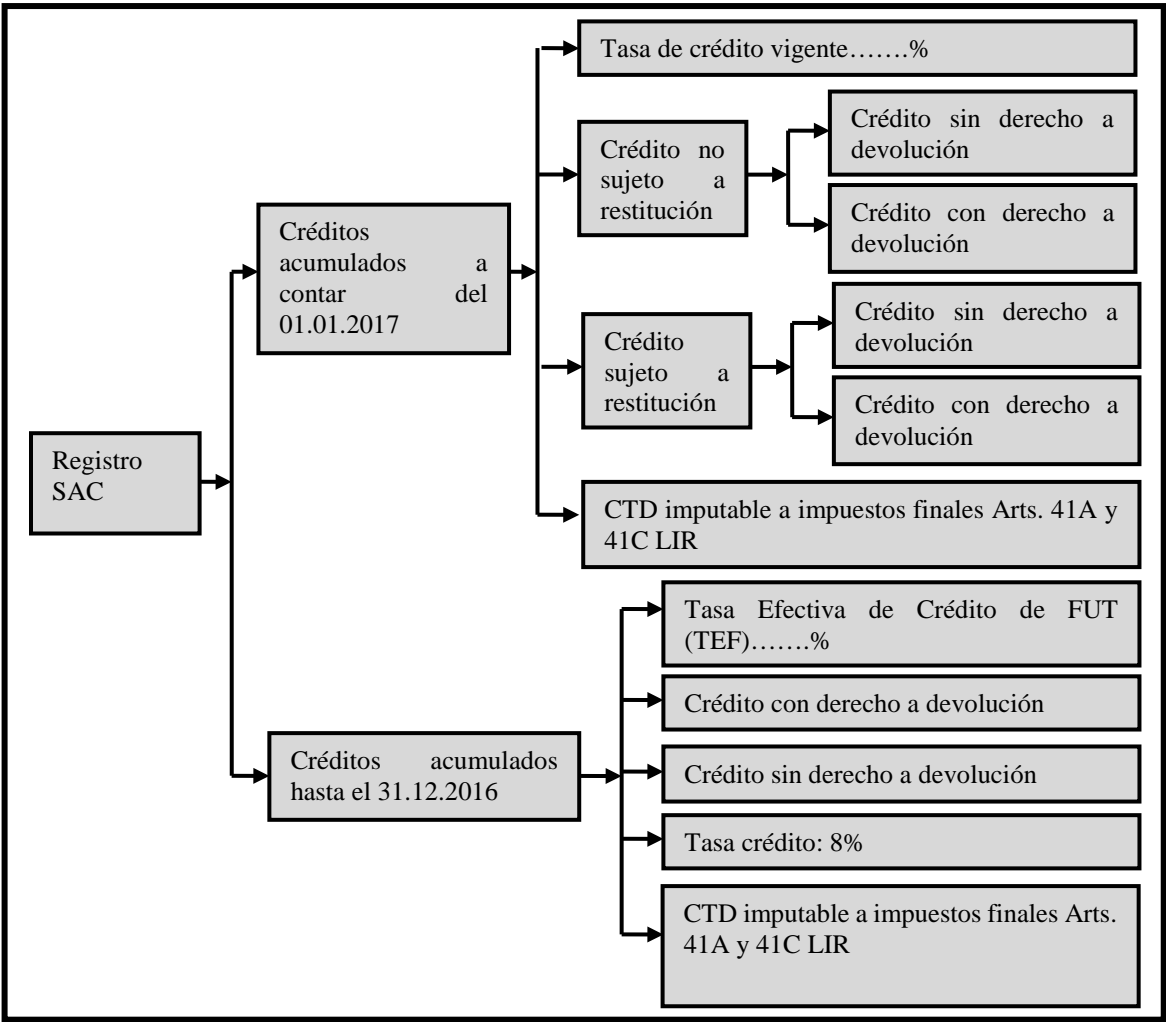 Tasa de crédito vigente…….%
Crédito no
sujeto a
restitución
Crédito sin derecho a
devolución
Crédito con derecho a
devolución
Créditos
acumulados a
contar del
01.01.2017
Crédito
sujeto a
restitución
Crédito sin derecho a
devolución
Crédito con derecho a
devolución
Registro
SAC
CTD imputable a impuestos finales Arts. 41A y
41C LIR
Créditos acumulados
hasta el 31.12.2016
Tasa Efectiva de Crédito de FUT
(TEF)…….%
Crédito con derecho a devolución
Crédito sin derecho a devolución
Tasa crédito: 8%
CTD imputable a impuestos finales Arts.
41A y 41C LIR